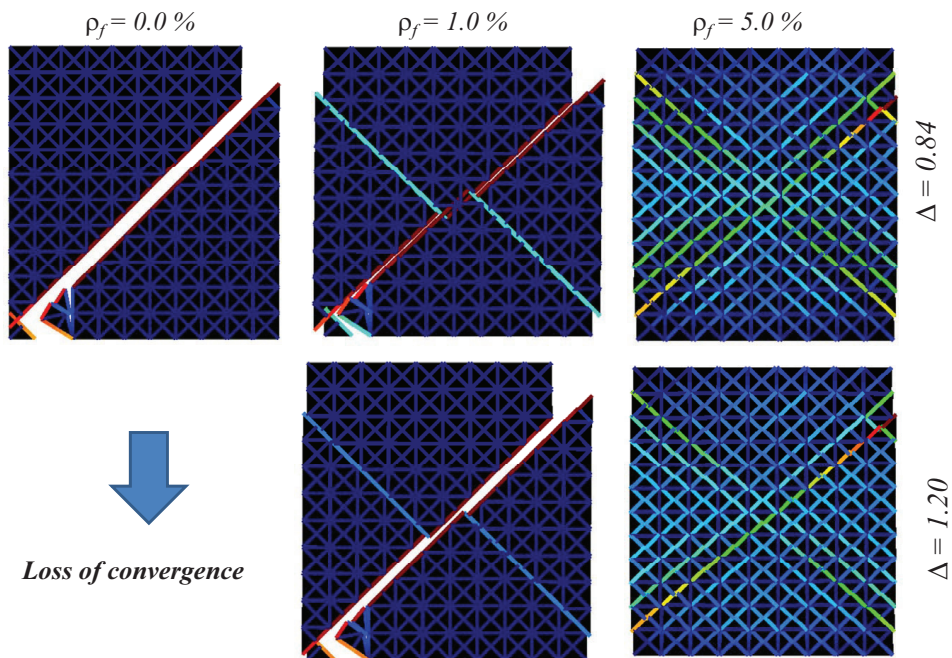 ρf = 0.0 %
ρf = 1.0 %
ρf = 5.0 %
Δ = 0.84
Loss of convergence
Δ = 1.20